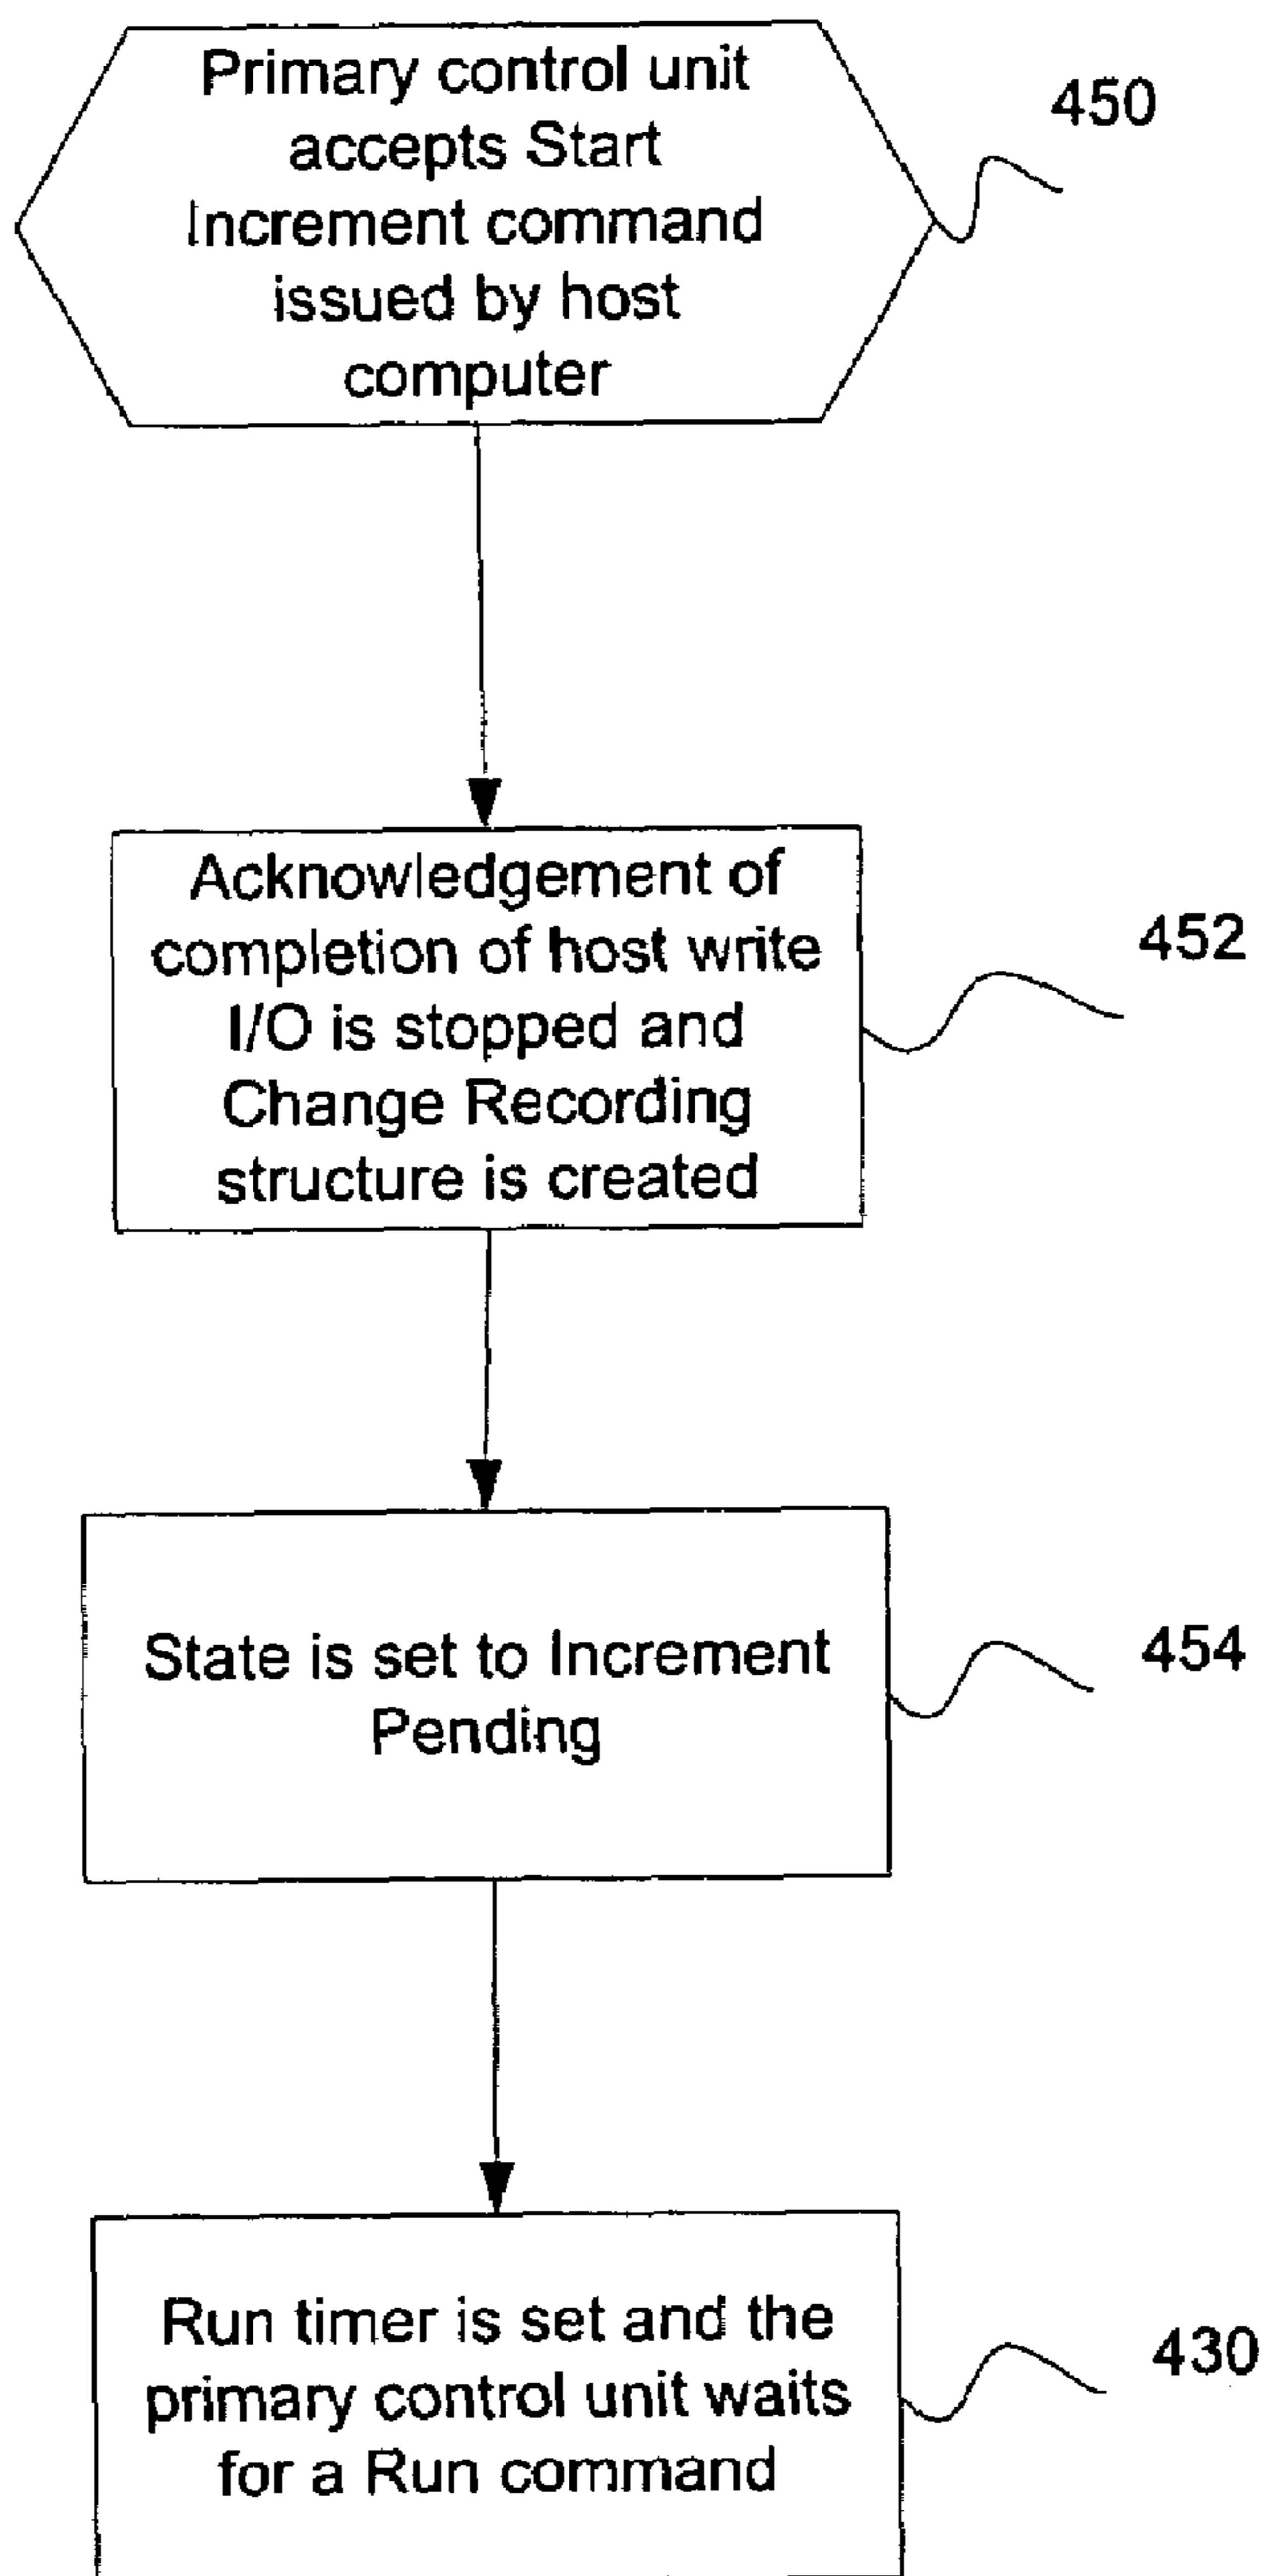 Primary control unit
accepts Start
Increment command
issued by host
computer
450
Acknowledgement of
completion of host write
I/O is stopped and
Change Recording
structure is created
452
State is set to Increment
Pending
454
Run timer is set and the
primary control unit waits
for a Run command
430